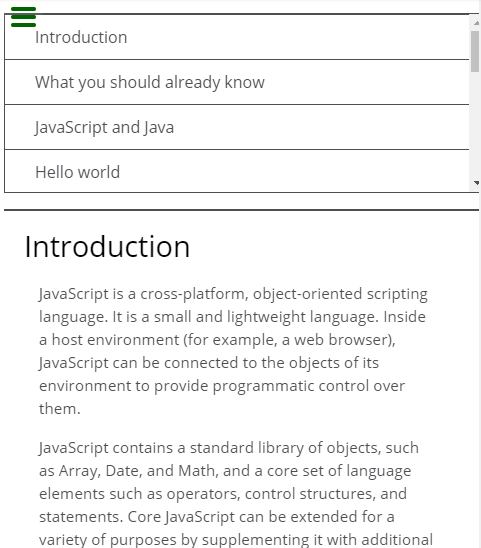 Introduction
What you should already know
JavaScript and Java
Hello world
Introduction
JavaScript is a cross-platform, object-oriented scripting
language. It is a small and lightweight language. Inside
a host environment (for example, a web browser),
JavaScript can be connected to the objects of its
environment to provide programmatic control over
them.
JavaScript contains a standard library of objects, such
as Array, Date, and Math, and a core set of language
elements such as operators, control structures, and
statements. Core JavaScript can be extended for a
variety of purposes by supplementing it with additional